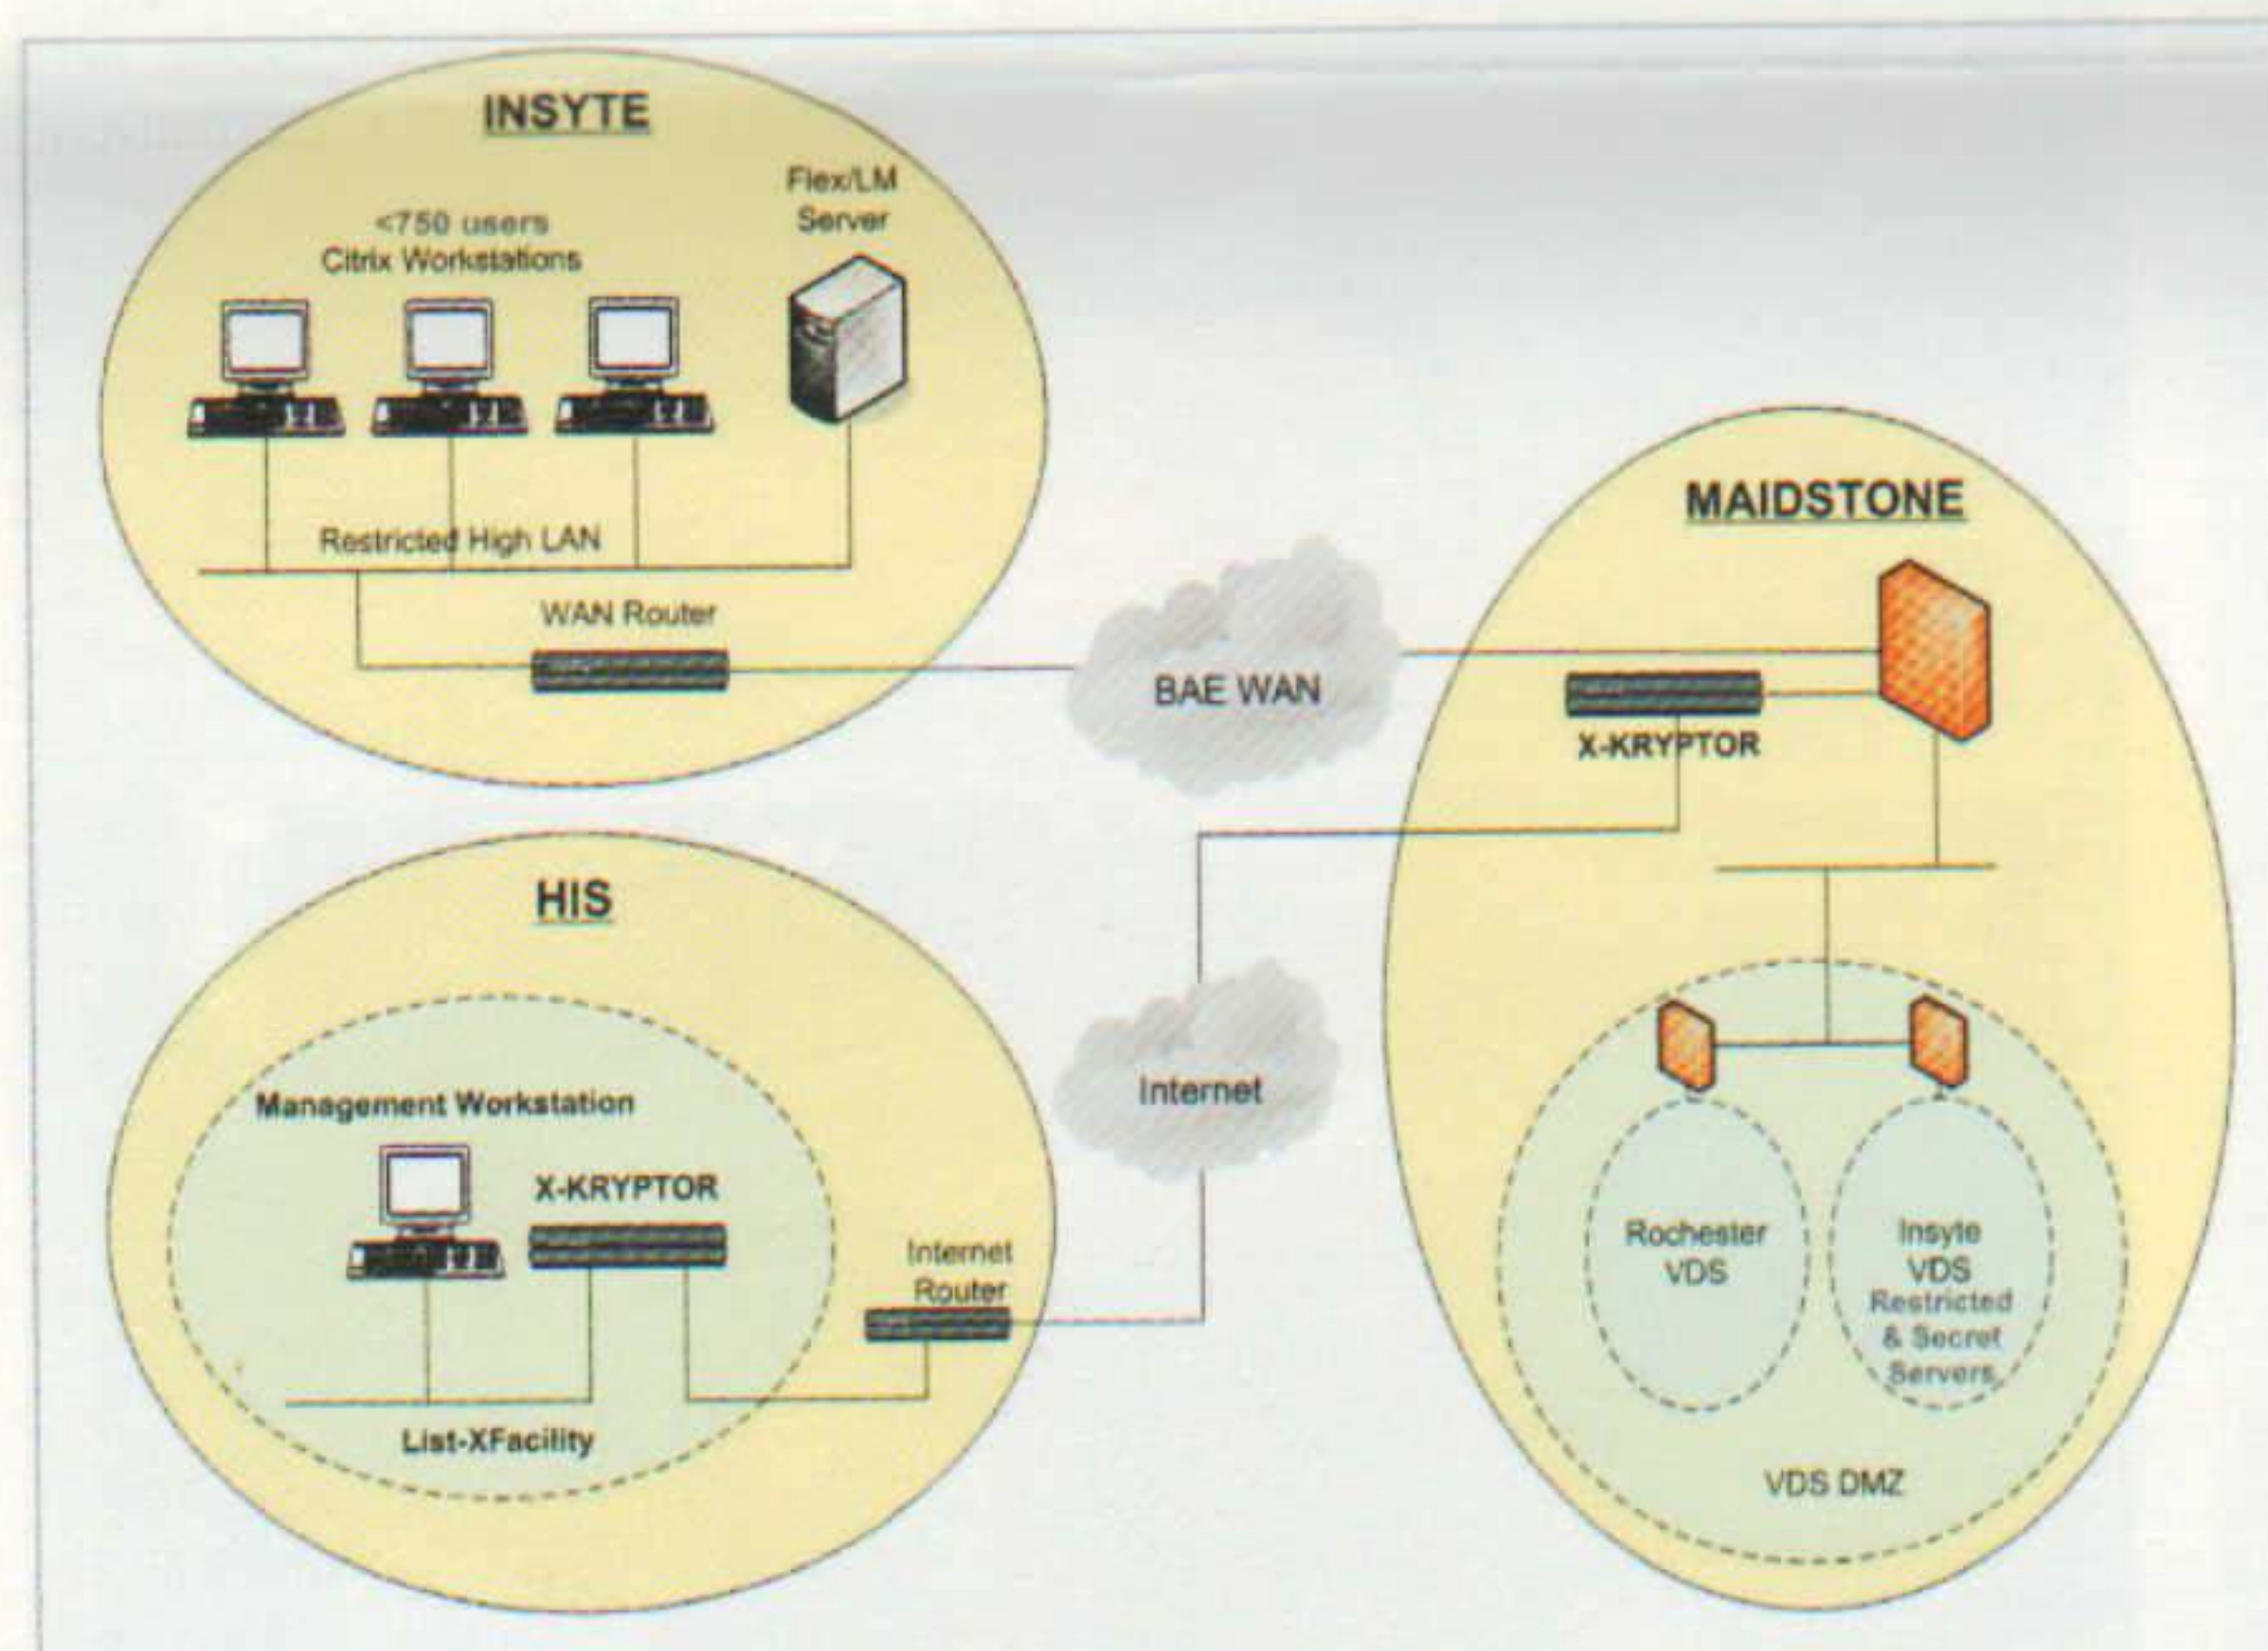 INSYTE
<750 users
Citrix Workstations
Flex/LM
Server
Restricted High LAN
WAN Router
BAE WAN
MAIDSTONE
X-KRYPTOR
HIS
Management Workstation
X-KRYPTOR
Internet
Router
List-XFacility
Internet
Rochester
VDS
Insyte
VDS
Restricted
& Secret
Servers
VDS DMZ